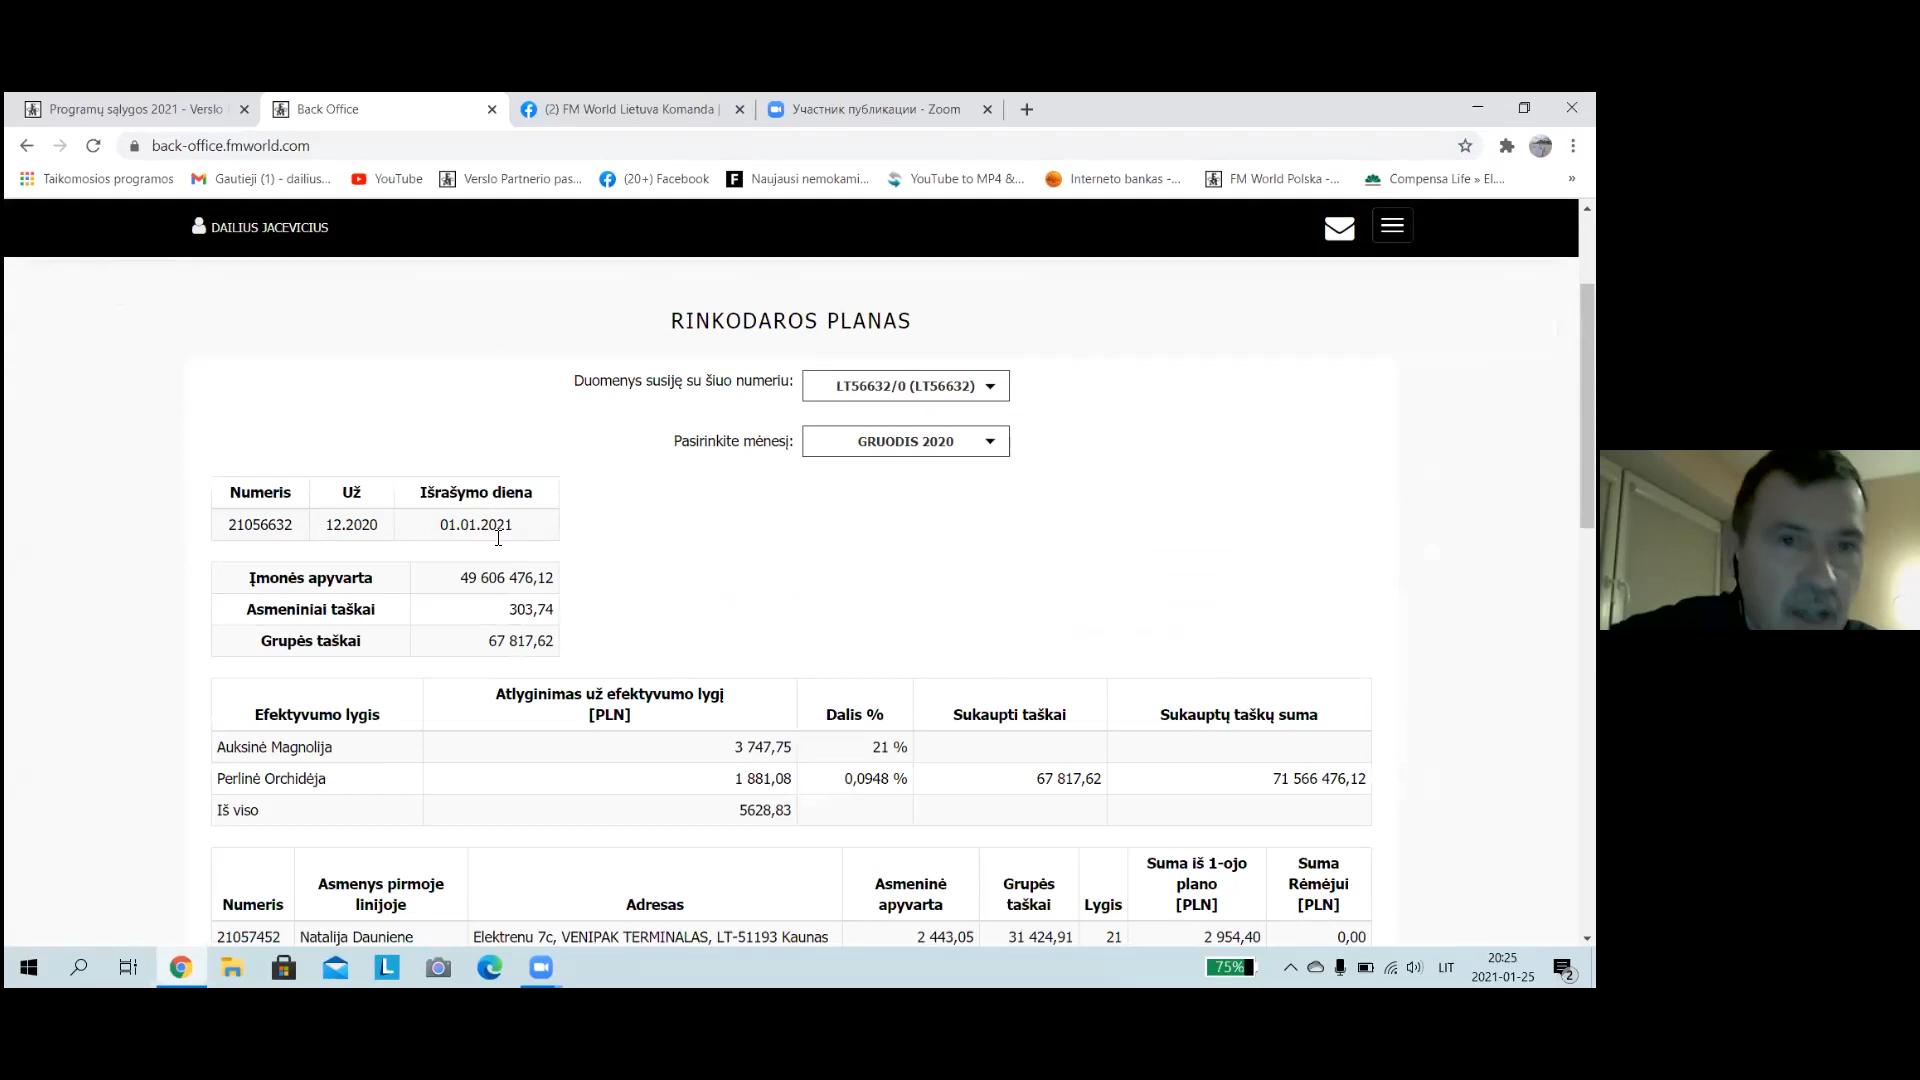 Programų sąlygos 2021 - Verslo
Back Office
(2) FM World Lietuva Komanda |
Участник публикации - Zoom
back-office.fmworld.com
Taikomosios programos
Gautieji (1) - dailius...
YouTube
Verslo Partnerio pas...
(20+) Facebook
Naujausi nemokami...
YouTube to MP4 &...
Interneto bankas -...
FM World Polska -...
Compensa Life » El....
»
DAILIUS JACEVICIUS
RINKODAROS PLANAS
Duomenys susiję su šiuo numeriu: LT56632/0 (LT56632)
Pasirinkite mėnesį: GRUODIS 2020
Numeris Už Išrašymo diena
21056632 12.2020 01.01.2021
Įmonės apyvarta 49 606 476,12
Asmeniniai taškai 303,74
Grupės taškai 67 817,62
Efektyvumo lygis Atlyginimas už efektyvumo lygį [PLN] Dalis % Sukaupti taškai Sukauptų taškų suma
Auksinė Magnolija 3 747,75 21 %
Perlinė Orchidėja 1 881,08 0,0948 % 67 817,62 71 566 476,12
Iš viso 5628,83
Numeris Asmenys pirmoje linijoje Adresas Asmeninė apyvarta Grupės taškai Lygis Suma iš 1-ojo plano [PLN] Suma Rėmėjui [PLN]
21057452 Natalija Dauniene Elektrenu 7c, VENIPAK TERMINALAS, LT-51193 Kaunas 2 443,05 31 424,91 21 2 954,40 0,00
75%
LIT
20:25
2021-01-25
2